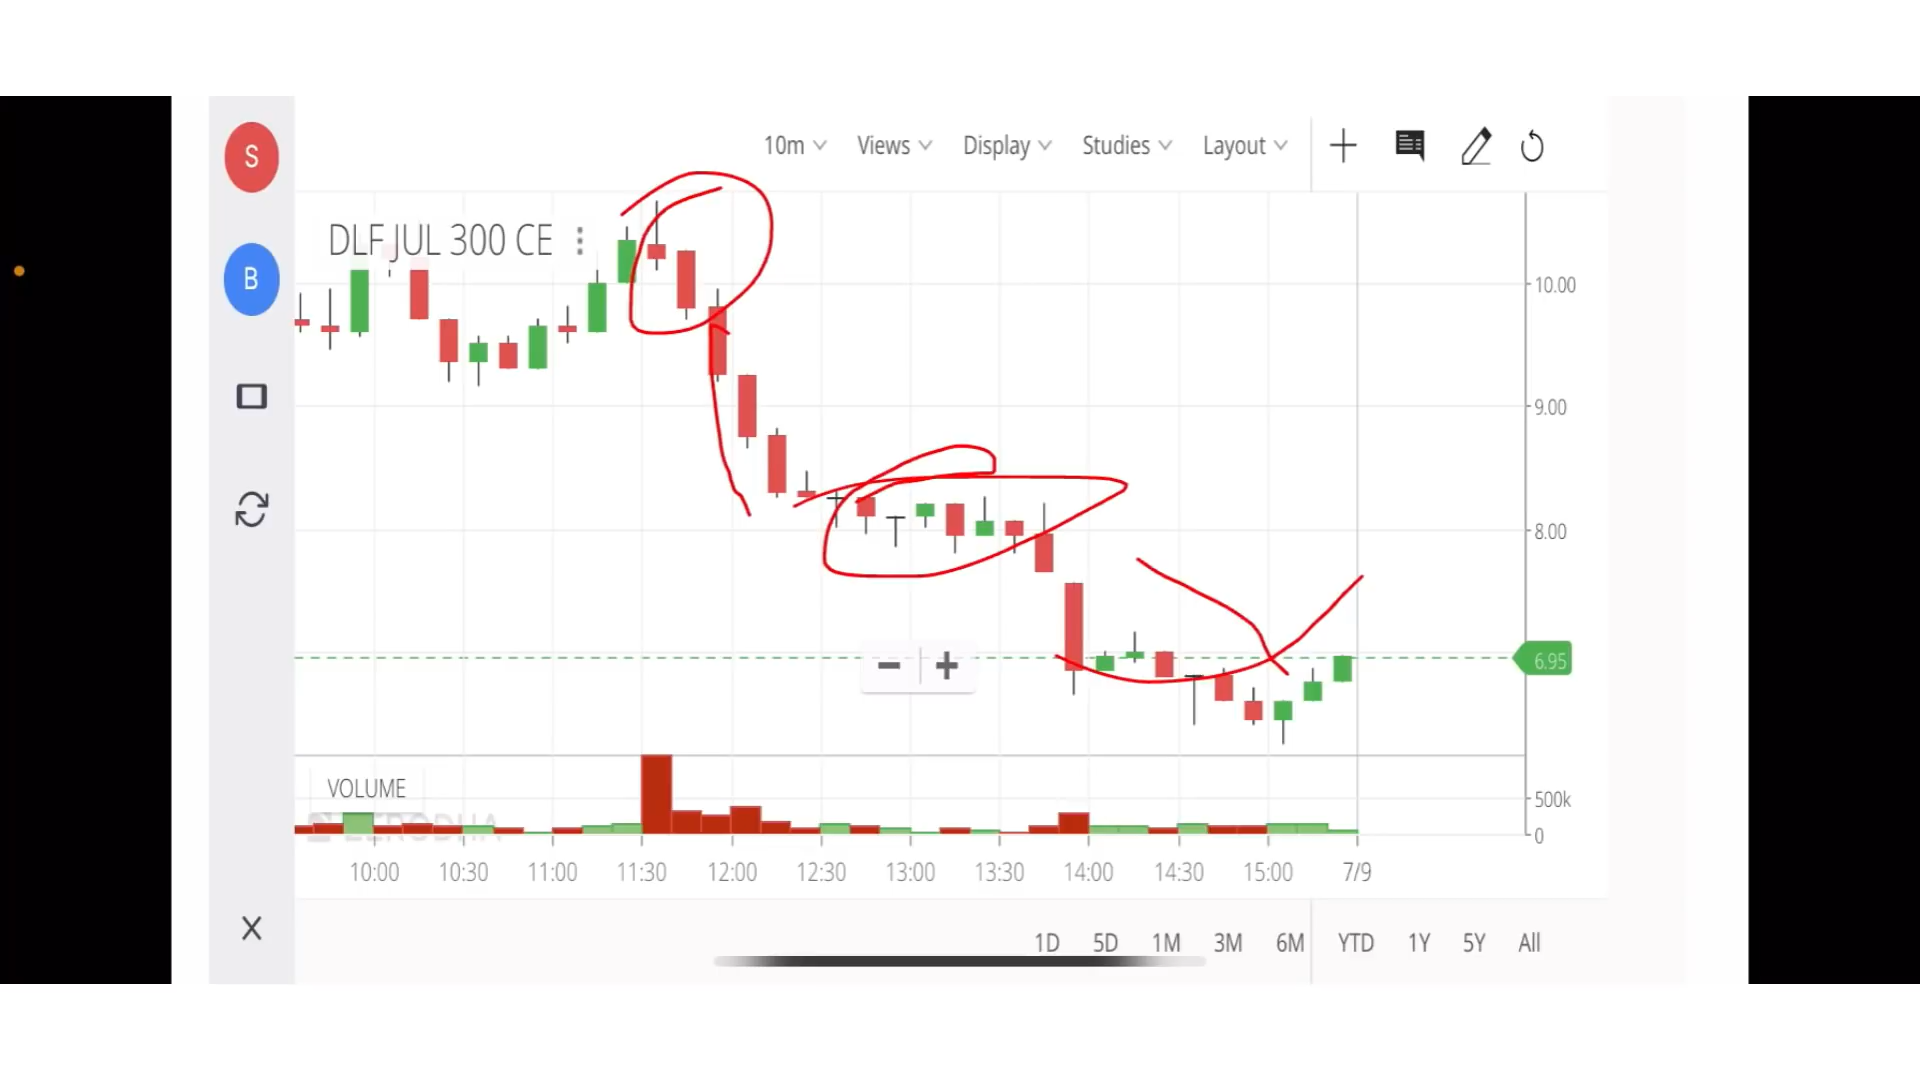 S
B
X
10m Views Display Studies Layout
DLF JUL 300 CE
10.00
9.00
8.00
6.95
VOLUME
ZERODHA
500k
0
10:00 10:30 11:00 11:30 12:00 12:30 13:00 13:30 14:00 14:30 15:00 7/9
1D 5D 1M 3M 6M YTD 1Y 5Y All